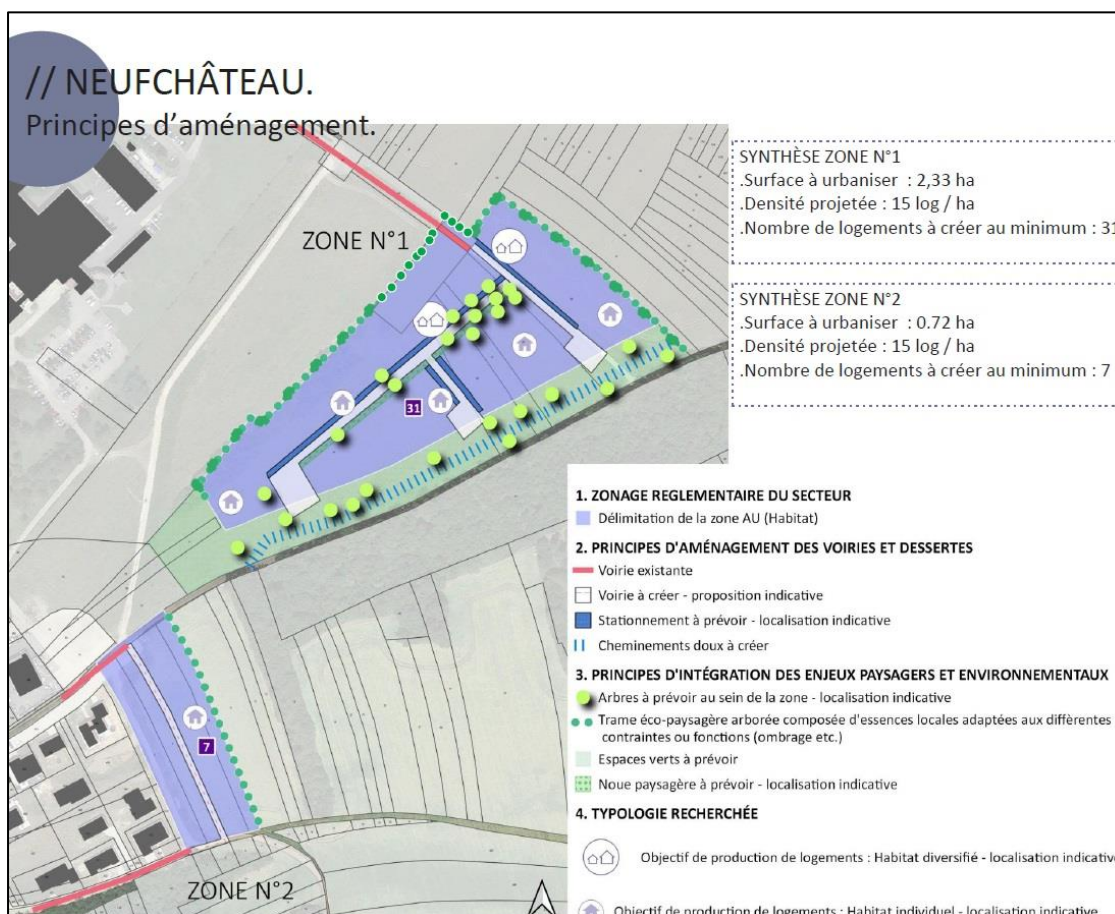 // NEUFCHÂTEAU.
Principes d'aménagement.
ZONE N°1
31
7
ZONE N°2
SYNTHÈSE ZONE N°1
.Surface à urbaniser : 2,33 ha
.Densité projetée : 15 log / ha
.Nombre de logements à créer au minimum : 31
SYNTHÈSE ZONE N°2
.Surface à urbaniser : 0.72 ha
.Densité projetée : 15 log / ha
.Nombre de logements à créer au minimum : 7
1. ZONAGE REGLEMENTAIRE DU SECTEUR
Délimitation de la zone AU (Habitat)
2. PRINCIPES D'AMÉNAGEMENT DES VOIRIES ET DESSERTES
Voirie existante
Voirie à créer - proposition indicative
Stationnement à prévoir - localisation indicative
Cheminements doux à créer
3. PRINCIPES D'INTÉGRATION DES ENJEUX PAYSAGERS ET ENVIRONNEMENTAUX
Arbres à prévoir au sein de la zone - localisation indicative
Trame éco-paysagère arborée composée d'essences locales adaptées aux diffèrentes
contraintes ou fonctions (ombrage etc.)
Espaces verts à prévoir
Noue paysagère à prévoir - localisation indicative
4. TYPOLOGIE RECHERCHÉE
Objectif de production de logements : Habitat diversifié - localisation indicative
Objectif de production de logements : Habitat individuel - localisation indicative